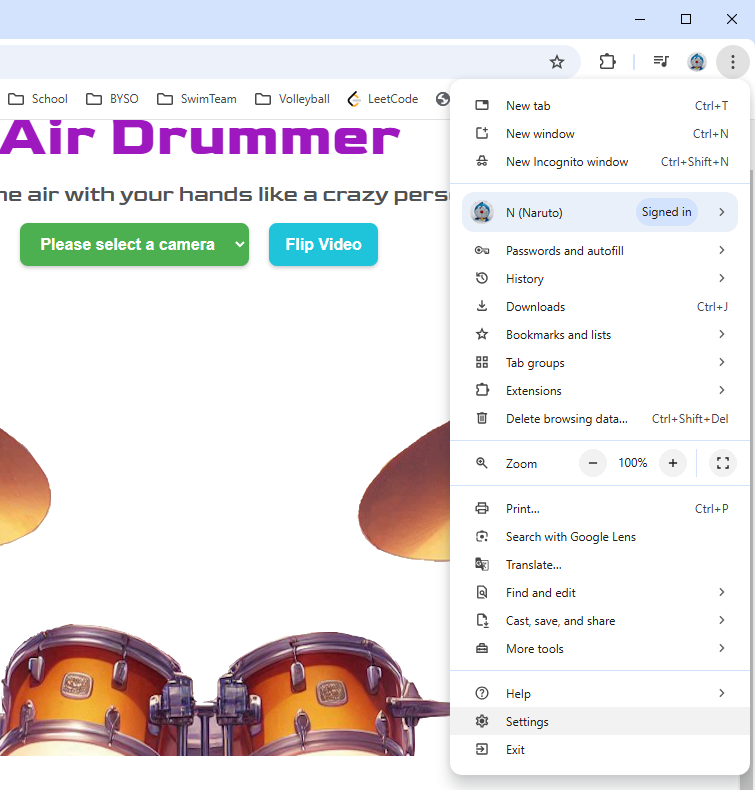 School
BYSO
SwimTeam
Volleyball
LeetCode
Air Drummer
he air with your hands like a crazy pers
Please select a camera
Flip Video
New tab Ctrl+T
New window Ctrl+N
New Incognito window Ctrl+Shift+N
N (Naruto) Signed in
Passwords and autofill
History
Downloads Ctrl+J
Bookmarks and lists
Tab groups
Extensions
Delete browsing data... Ctrl+Shift+Del
Zoom − 100% +
Print... Ctrl+P
Search with Google Lens
Translate...
Find and edit
Cast, save, and share
More tools
Help
Settings
Exit